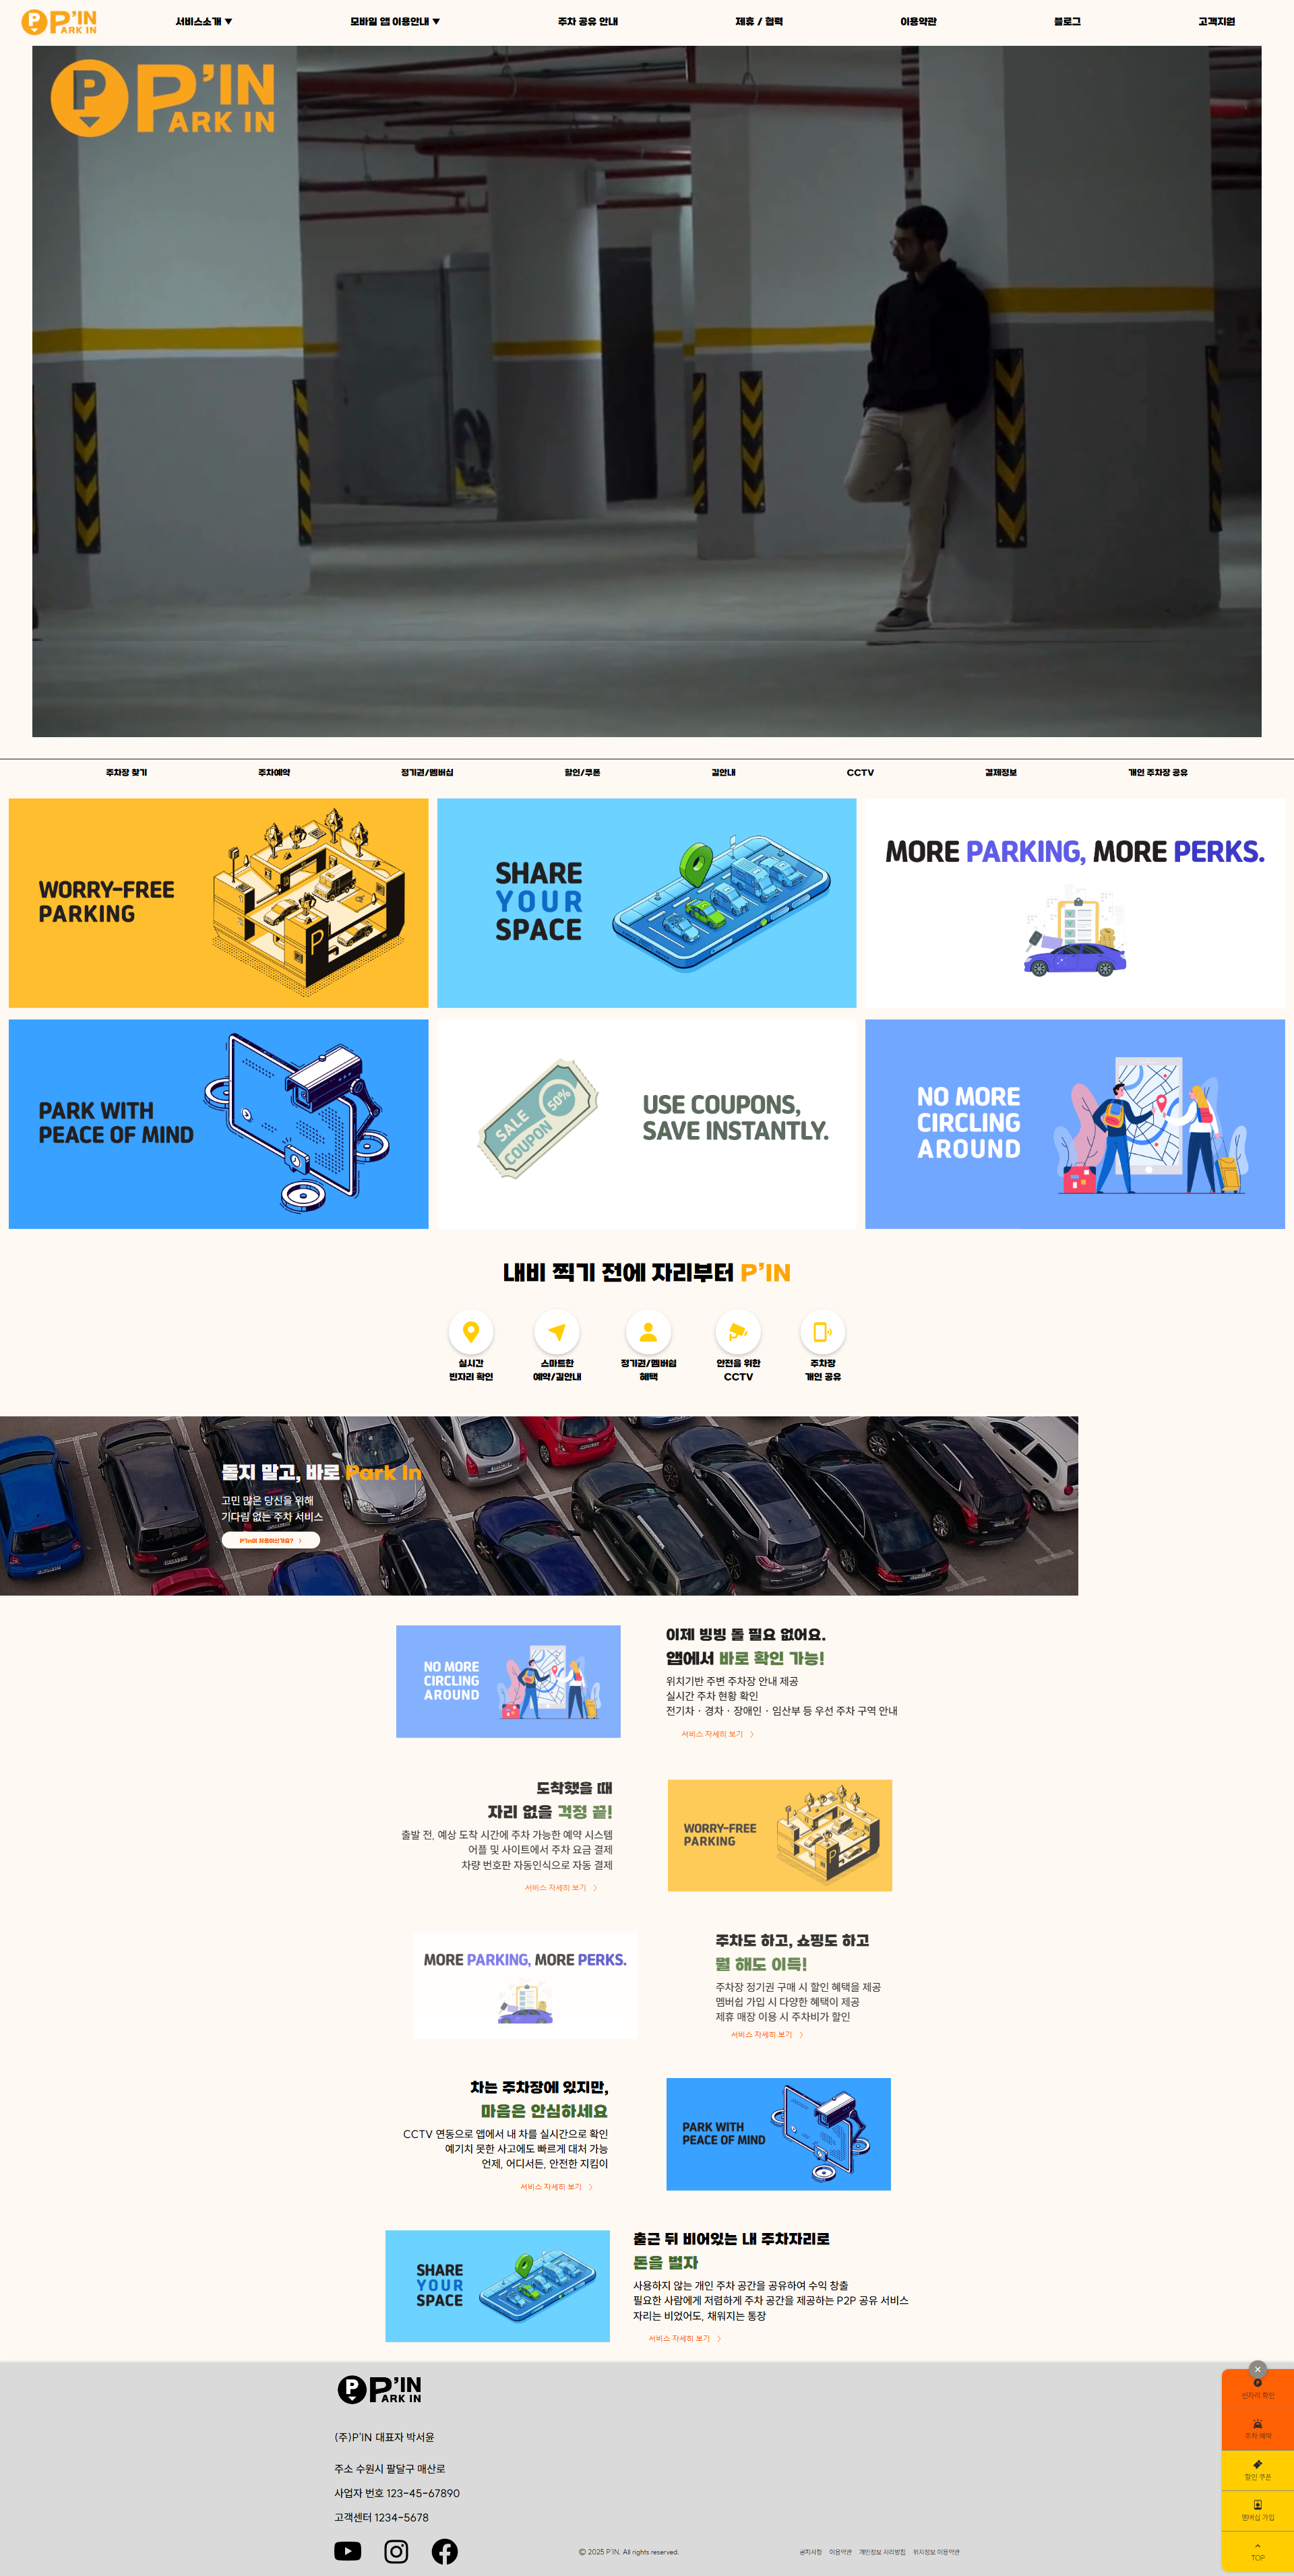 P'IN
PARK IN
서비스소개 ▼
모바일 앱 이용안내 ▼
주차 공유 안내
제휴 / 협력
이용약관
블로그
고객지원
P'IN
PARK IN
주차장 찾기
주차예약
정기권/멤버십
할인/쿠폰
길안내
CCTV
결제정보
개인 주차장 공유
WORRY-FREE
PARKING
SHARE
YOUR
SPACE
MORE PARKING, MORE PERKS.
PARK WITH
PEACE OF MIND
SALE
50%
COUPON
USE COUPONS,
SAVE INSTANTLY.
NO MORE
CIRCLING
AROUND
내비 찍기 전에 자리부터 P'IN
실시간
빈자리 확인
스마트한
예약/길안내
정기권/멤버쉽
혜택
안전을 위한
CCTV
주차장
개인 공유
돌지 말고, 바로 Park In
고민 많은 당신을 위해
기다림 없는 주차 서비스
P'in이 처음이신가요? >
NO MORE
CIRCLING
AROUND
이제 빙빙 돌 필요 없어요.
앱에서 바로 확인 가능!
위치기반 주변 주차장 안내 제공
실시간 주차 현황 확인
전기차 · 경차 · 장애인 · 임산부 등 우선 주차 구역 안내
서비스 자세히 보기 >
도착했을 때
자리 없을 걱정 끝!
출발 전, 예상 도착 시간에 주차 가능한 예약 시스템
어플 및 사이트에서 주차 요금 결제
차량 번호판 자동인식으로 자동 결제
서비스 자세히 보기 >
WORRY-FREE
PARKING
MORE PARKING, MORE PERKS.
주차도 하고, 쇼핑도 하고
뭘 해도 이득!
주차장 정기권 구매 시 할인 혜택을 제공
멤버쉽 가입 시 다양한 혜택이 제공
제휴 매장 이용 시 주차비가 할인
서비스 자세히 보기 >
차는 주차장에 있지만,
마음은 안심하세요
CCTV 연동으로 앱에서 내 차를 실시간으로 확인
예기치 못한 사고에도 빠르게 대처 가능
언제, 어디서든, 안전한 지킴이
서비스 자세히 보기 >
PARK WITH
PEACE OF MIND
SHARE
YOUR
SPACE
출근 뒤 비어있는 내 주차자리로
돈을 벌자
사용하지 않는 개인 주차 공간을 공유하여 수익 창출
필요한 사람에게 저렴하게 주차 공간을 제공하는 P2P 공유 서비스
자리는 비었어도, 채워지는 통장
서비스 자세히 보기 >
P'IN
PARK IN
(주)P'IN 대표자 박서윤
주소 수원시 팔달구 매산로
사업자 번호 123-45-67890
고객센터 1234-5678
© 2025 P'IN. All rights reserved.
공지사항 이용약관 개인정보 처리방침 위치정보 이용약관
빈자리 확인
주차 예약
할인 쿠폰
멤버십 가입
TOP